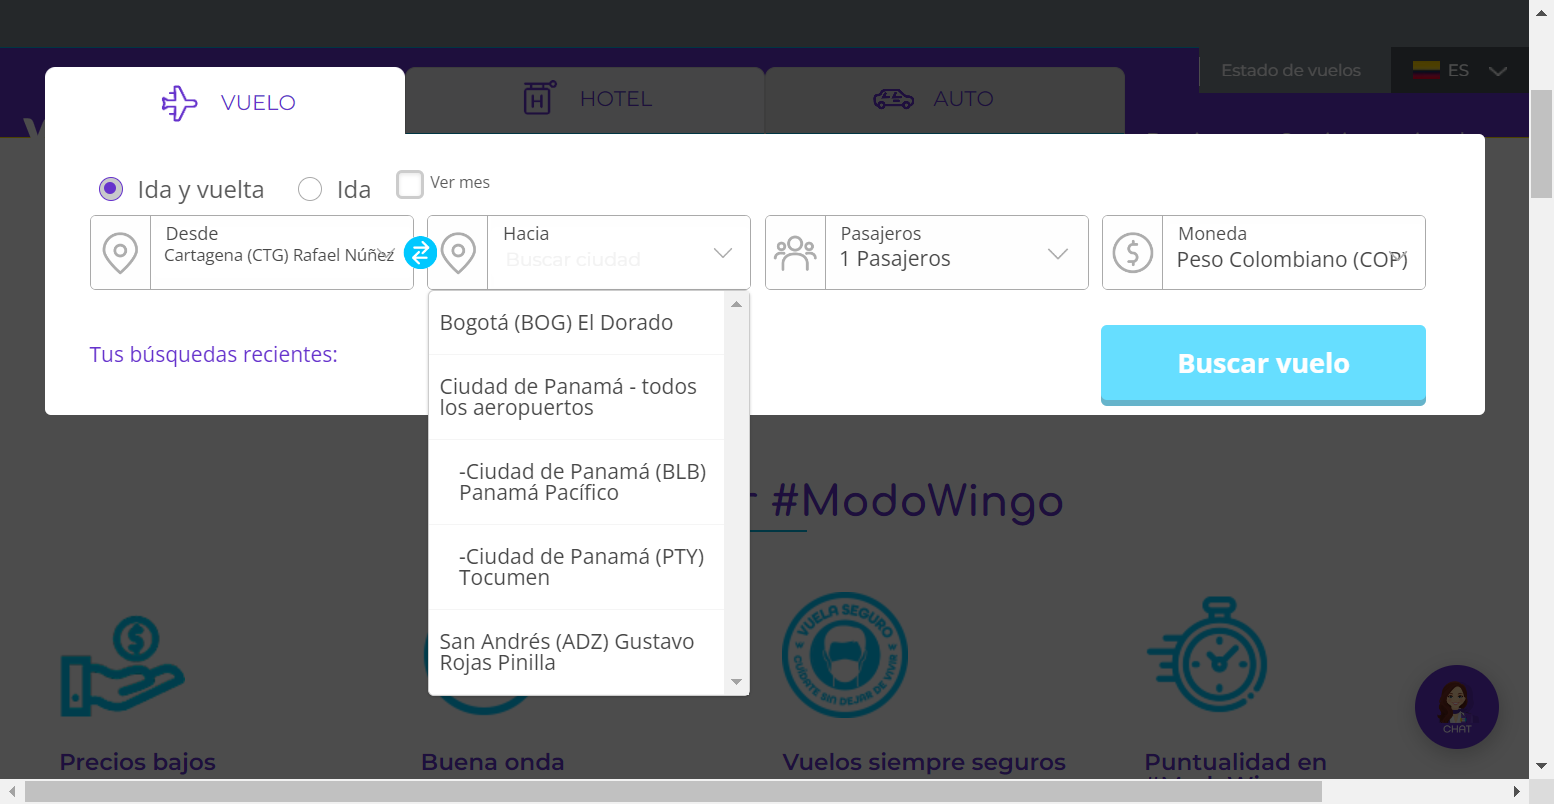 Estado de vuelos
ES
VUELO
HOTEL
AUTO
Ida y vuelta
Ida
Ver mes
Desde
Cartagena (CTG) Rafael Núñez
Hacia
Buscar ciudad
Pasajeros
1 Pasajeros
Moneda
Peso Colombiano (COP)
Bogotá (BOG) El Dorado
Ciudad de Panamá - todos
los aeropuertos
-Ciudad de Panamá (BLB)
Panamá Pacífico
-Ciudad de Panamá (PTY)
Tocumen
San Andrés (ADZ) Gustavo
Rojas Pinilla
Tus búsquedas recientes:
Buscar vuelo
#ModoWingo
VUELA SEGURO
CUÍDATE SIN DEJAR DE VIVIR
CHAT
Precios bajos
Buena onda
Vuelos siempre seguros
Puntualidad en
#ModoWingo